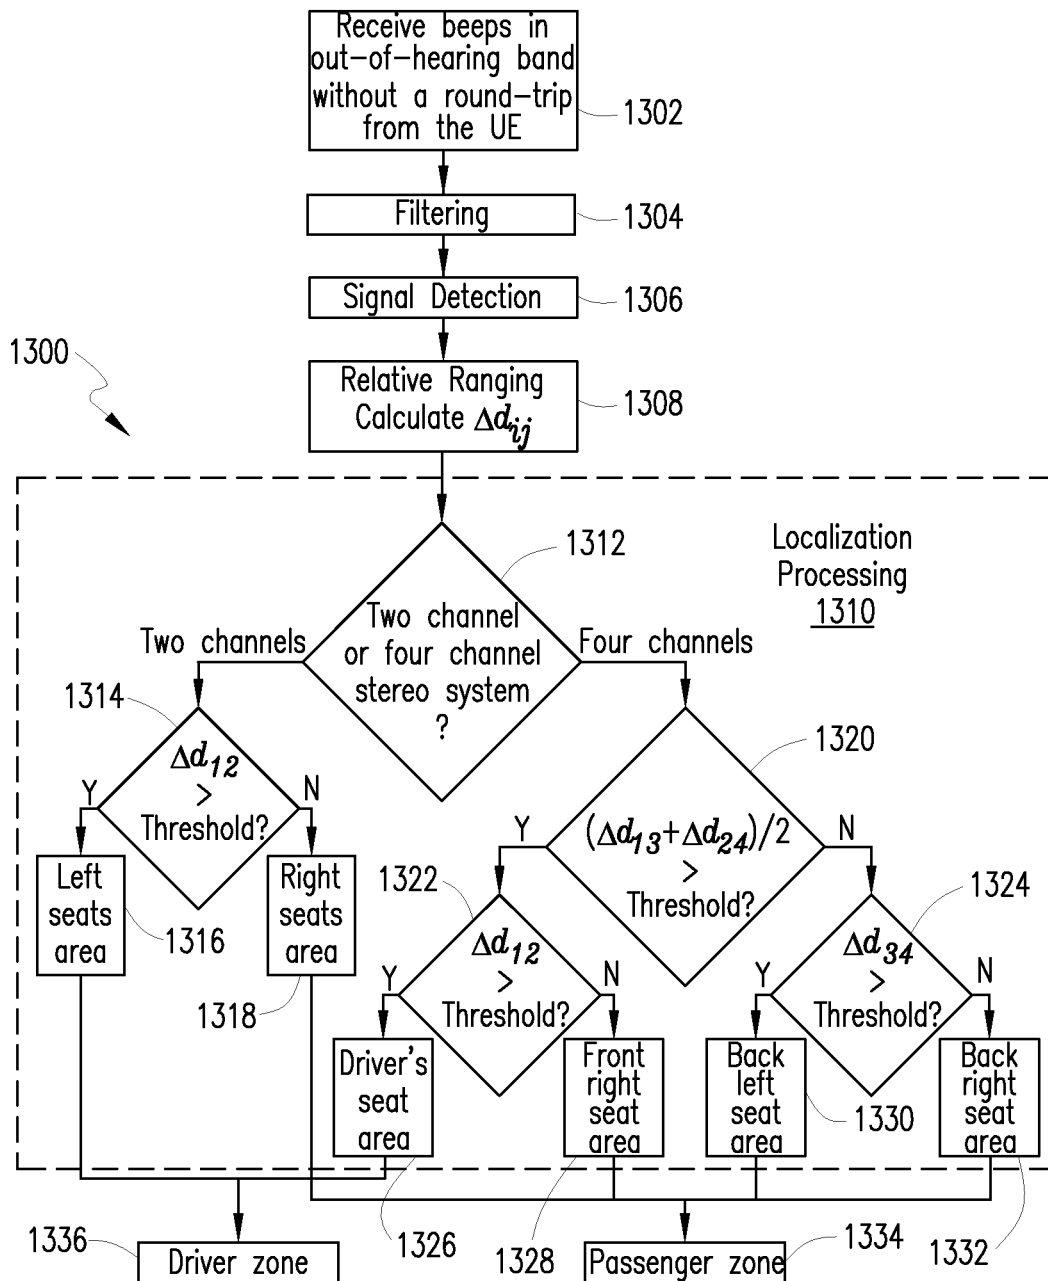 Receive beeps in
out-of-hearing band
without a round-trip
from the UE
1302
Filtering
1304
Signal Detection
1306
1300
Relative Ranging
Calculate Δd_ij
1308
Localization
Processing
1310
1312
Two channel
or four channel
stereo system
?
Two channels
Four channels
1314
Δd_12
>
Threshold?
Y
N
Left
seats
area
1316
Right
seats
area
1318
1320
(Δd_13+Δd_24)/2
>
Threshold?
Y
N
1322
Δd_12
>
Threshold?
Y
N
1324
Δd_34
>
Threshold?
Y
N
Driver's
seat
area
Front
right
seat
area
Back
left
seat
area
1330
Back
right
seat
area
1336
Driver zone
1326
1328
Passenger zone
1334
1332